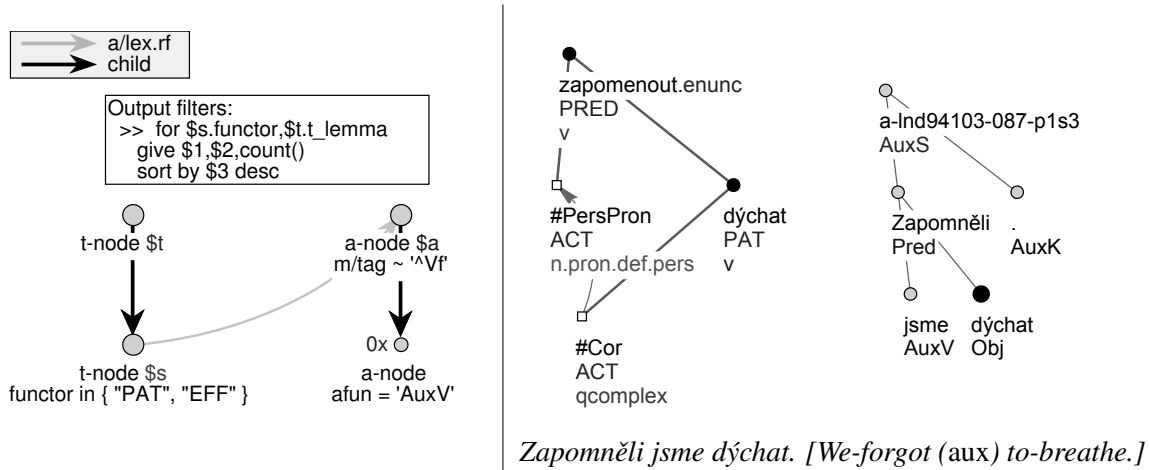 a/lex.rf
child
Output filters:
>> for $s.functor,$t.t_lemma
give $1,$2,count()
sort by $3 desc
t-node $t
a-node $a
m/tag ~ '^Vf'
0x
t-node $s
functor in { "PAT", "EFF" }
a-node
afun = 'AuxV'
zapomenout.enunc
PRED
v
#PersPron
ACT
n.pron.def.pers
dýchat
PAT
v
#Cor
ACT
qcomplex
a-lnd94103-087-p1s3
AuxS
Zapomněli
Pred
.
AuxK
jsme
AuxV
dýchat
Obj
Zapomněli jsme dýchat. [We-forgot (aux) to-breathe.]